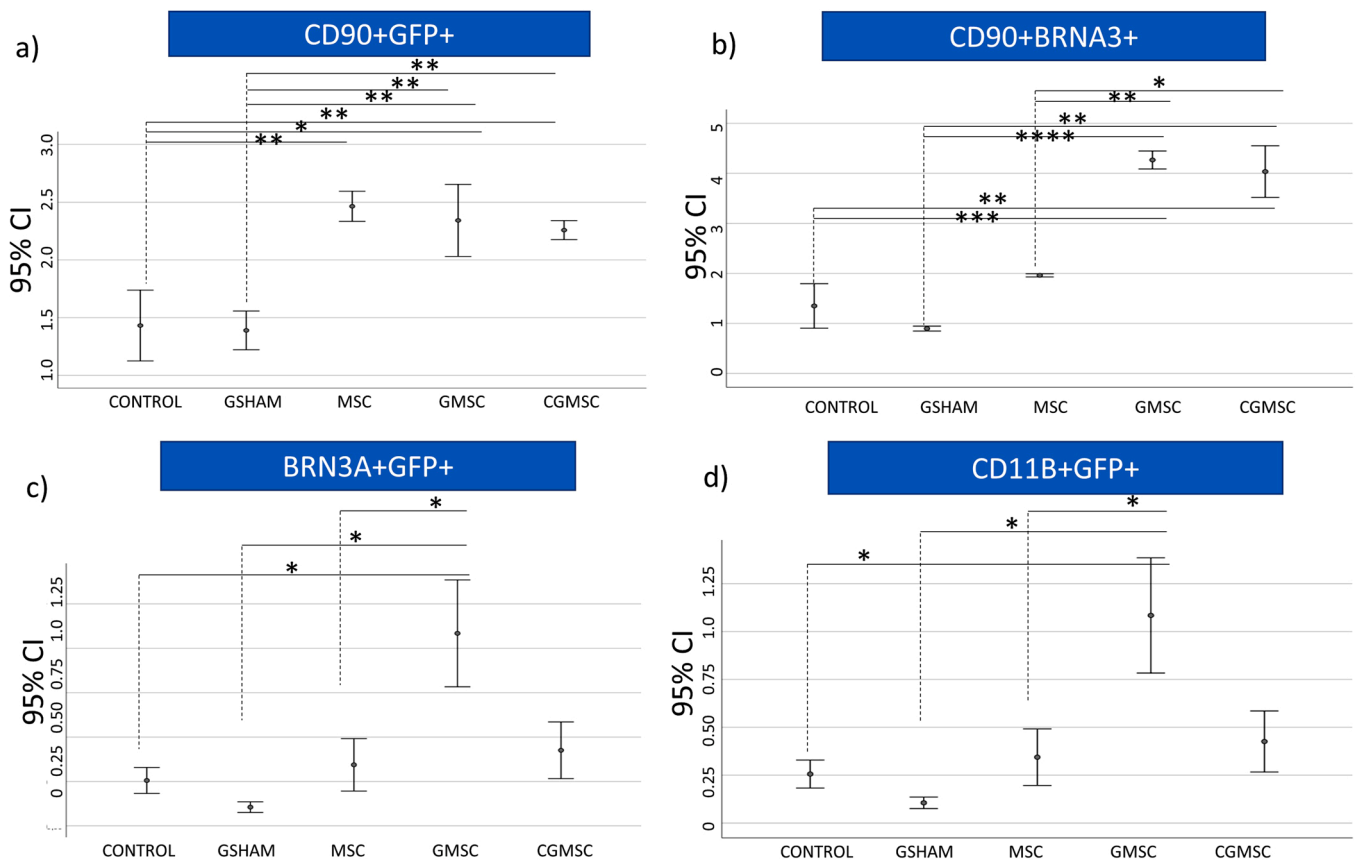 a)
CD90+GFP+
**
**
**
**
*
**
95% CI
3.0
2.5
2.0
1.5
1.0
CONTROL GSHAM MSC GMSC CGMSC
b)
CD90+BRNA3+
*
**
**
****
**
***
95% CI
5
4
3
2
1
0
CONTROL GSHAM MSC GMSC CGMSC
c)
BRN3A+GFP+
*
*
*
95% CI
1.25
1.0
0.75
0.50
0.25
0
CONTROL GSHAM MSC GMSC CGMSC
d)
CD11B+GFP+
*
*
*
95% CI
1.25
1.0
0.75
0.50
0.25
0
CONTROL GSHAM MSC GMSC CGMSC